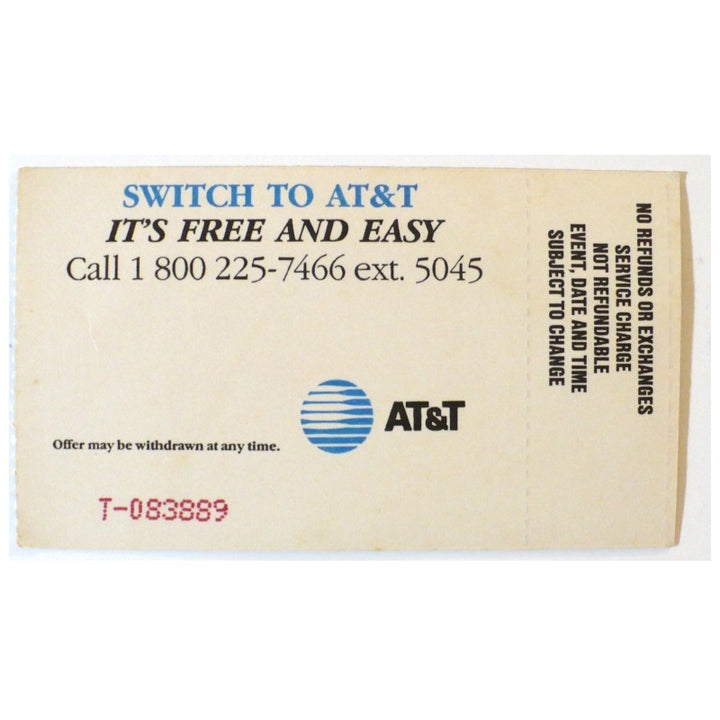 SWITCH TO AT&T
IT'S FREE AND EASY
Call 1 800 225-7466 ext. 5045
AT&T
Offer may be withdrawn at any time.
T-083889
NO REFUNDS OR EXCHANGES
SERVICE CHARGE
NOT REFUNDABLE
EVENT, DATE AND TIME
SUBJECT TO CHANGE